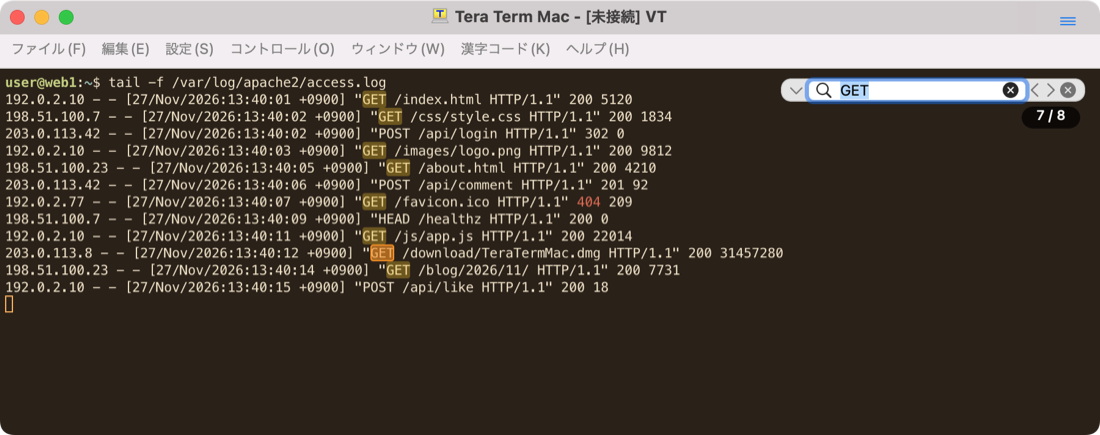 Tera Term Mac - [未接続] VT
ファイル(F) 編集(E) 設定(S) コントロール(O) ウィンドウ(W) 漢字コード(K) ヘルプ(H)
user@web1:~$ tail -f /var/log/apache2/access.log
GET
7 / 8
192.0.2.10 - - [27/Nov/2026:13:40:01 +0900] "GET /index.html HTTP/1.1" 200 5120
198.51.100.7 - - [27/Nov/2026:13:40:02 +0900] "GET /css/style.css HTTP/1.1" 200 1834
203.0.113.42 - - [27/Nov/2026:13:40:02 +0900] "POST /api/login HTTP/1.1" 302 0
192.0.2.10 - - [27/Nov/2026:13:40:03 +0900] "GET /images/logo.png HTTP/1.1" 200 9812
198.51.100.23 - - [27/Nov/2026:13:40:05 +0900] "GET /about.html HTTP/1.1" 200 4210
203.0.113.42 - - [27/Nov/2026:13:40:06 +0900] "POST /api/comment HTTP/1.1" 201 92
192.0.2.77 - - [27/Nov/2026:13:40:07 +0900] "GET /favicon.ico HTTP/1.1" 404 209
198.51.100.7 - - [27/Nov/2026:13:40:09 +0900] "HEAD /healthz HTTP/1.1" 200 0
192.0.2.10 - - [27/Nov/2026:13:40:11 +0900] "GET /js/app.js HTTP/1.1" 200 22014
203.0.113.8 - - [27/Nov/2026:13:40:12 +0900] "GET /download/TeraTermMac.dmg HTTP/1.1" 200 31457280
198.51.100.23 - - [27/Nov/2026:13:40:14 +0900] "GET /blog/2026/11/ HTTP/1.1" 200 7731
192.0.2.10 - - [27/Nov/2026:13:40:15 +0900] "POST /api/like HTTP/1.1" 200 18